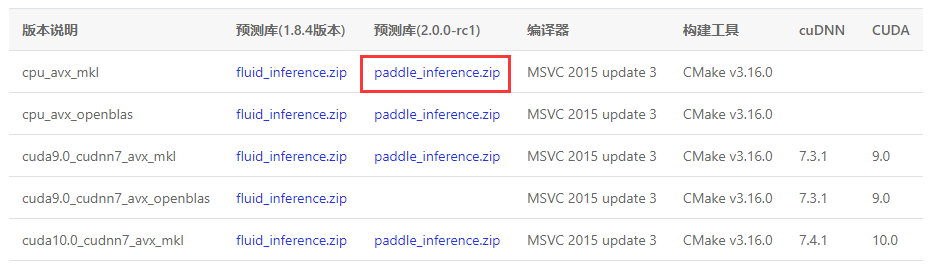 版本说明 预测库(1.8.4版本) 预测库(2.0.0-rc1) 编译器 构建工具 cuDNN CUDA
cpu_avx_mkl fluid_inference.zip paddle_inference.zip MSVC 2015 update 3 CMake v3.16.0
cpu_avx_openblas fluid_inference.zip paddle_inference.zip MSVC 2015 update 3 CMake v3.16.0
cuda9.0_cudnn7_avx_mkl fluid_inference.zip paddle_inference.zip MSVC 2015 update 3 CMake v3.16.0 7.3.1 9.0
cuda9.0_cudnn7_avx_openblas fluid_inference.zip MSVC 2015 update 3 CMake v3.16.0 7.3.1 9.0
cuda10.0_cudnn7_avx_mkl fluid_inference.zip paddle_inference.zip MSVC 2015 update 3 CMake v3.16.0 7.4.1 10.0